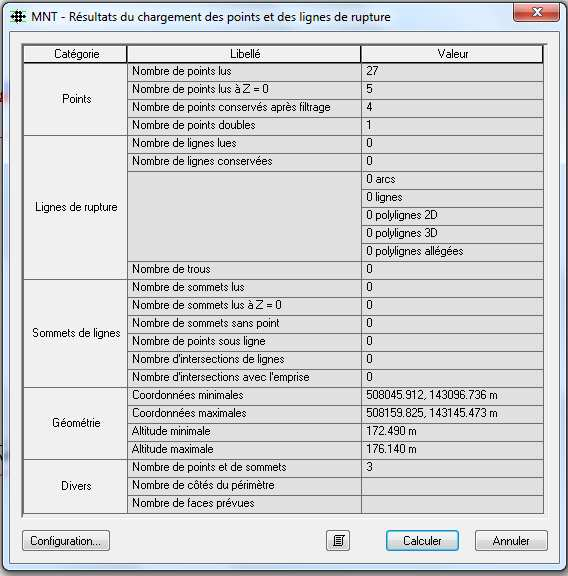 MNT - Résultats du chargement des points et des lignes de rupture
Catégorie Libellé Valeur
Points
Nombre de points lus 27
Nombre de points lus à Z = 0 5
Nombre de points conservés après filtrage 4
Nombre de points doubles 1
Lignes de rupture
Nombre de lignes lues 0
Nombre de lignes conservées 0
0 arcs
0 lignes
0 polylignes 2D
0 polylignes 3D
0 polylignes allégées
Nombre de trous 0
Sommets de lignes
Nombre de sommets lus 0
Nombre de sommets lus à Z = 0 0
Nombre de sommets sans point 0
Nombre de points sous ligne 0
Nombre d'intersections de lignes 0
Nombre d'intersections avec l'emprise 0
Géométrie
Coordonnées minimales 508045.912, 143096.736 m
Coordonnées maximales 508159.825, 143145.473 m
Altitude minimale 172.490 m
Altitude maximale 176.140 m
Divers
Nombre de points et de sommets 3
Nombre de côtés du périmètre
Nombre de faces prévues
Configuration... Calculer Annuler